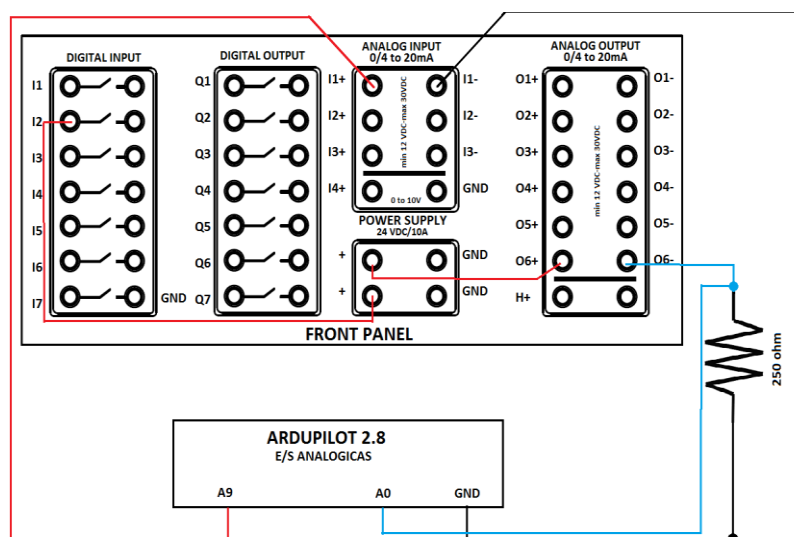 DIGITAL INPUT
I1
I2
I3
I4
I5
I6
I7
GND
DIGITAL OUTPUT
Q1
Q2
Q3
Q4
Q5
Q6
Q7
ANALOG INPUT
0/4 to 20mA
I1+
I1-
I2+
I2-
I3+
I3-
min 12 VDC-max 30VDC
I4+
GND
0 to 10V
POWER SUPPLY
24 VDC/10A
+
GND
+
GND
ANALOG OUTPUT
0/4 to 20mA
O1+
O1-
O2+
O2-
O3+
O3-
O4+
O4-
O5+
O5-
O6+
O6-
min 12 VDC-max 30VDC
H+
FRONT PANEL
250 ohm
ARDUPILOT 2.8
E/S ANALOGICAS
A9
A0
GND